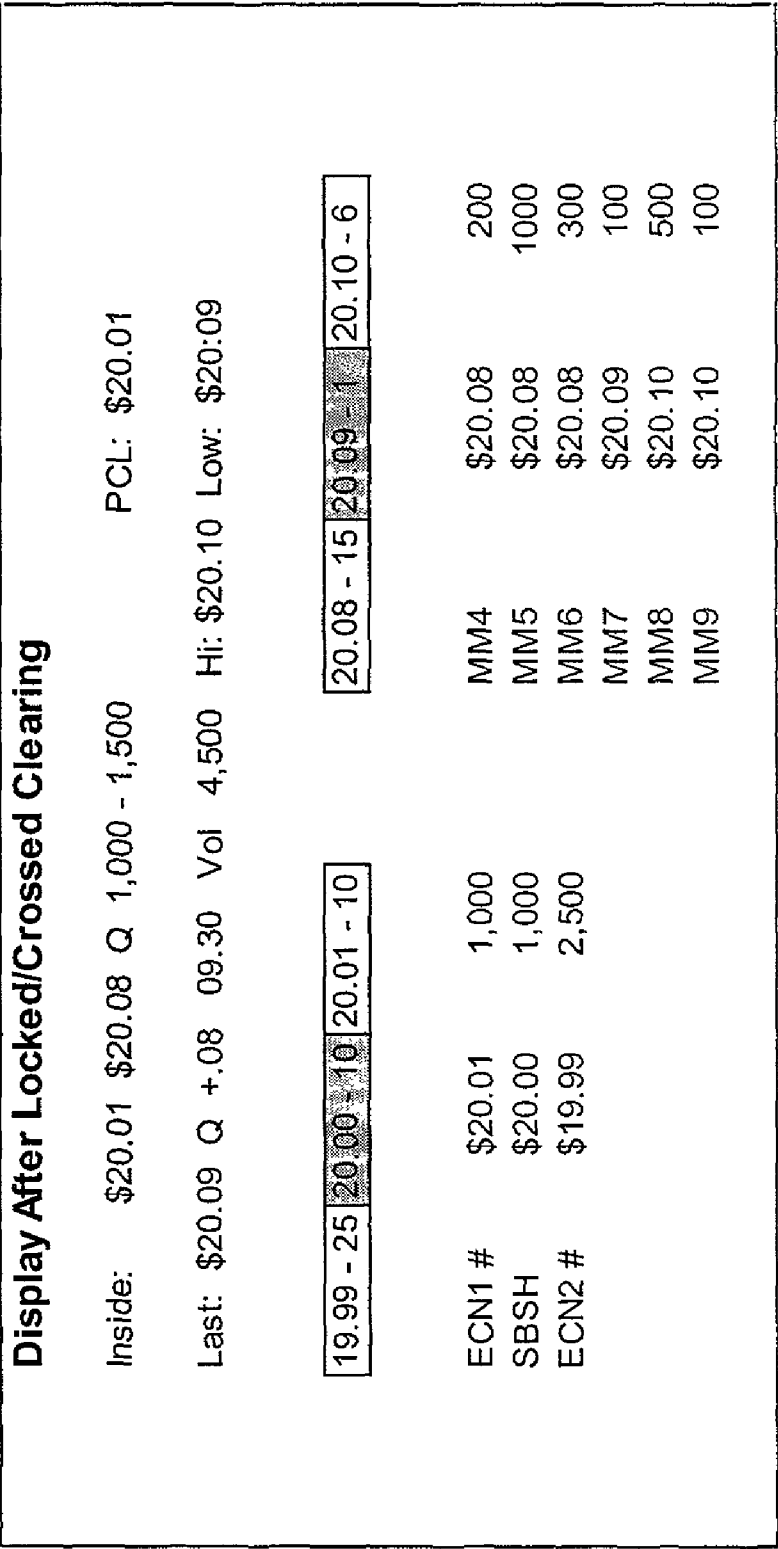 Display After Locked/Crossed Clearing
Inside: $20.01 $20.08 Q 1,000 - 1,500 PCL: $20.01
Last: $20.09 Q +.08 09.30 Vol 4,500 Hi: $20.10 Low: $20:09
19.99 - 25 20.00 - 10 20.01 - 10 20.08 - 15 20.09 - 1 20.10 - 6
ECN1 # $20.01 1,000 MM4 $20.08 200
SBSH $20.00 1,000 MM5 $20.08 1000
ECN2 # $19.99 2,500 MM6 $20.08 300
MM7 $20.09 100
MM8 $20.10 500
MM9 $20.10 100